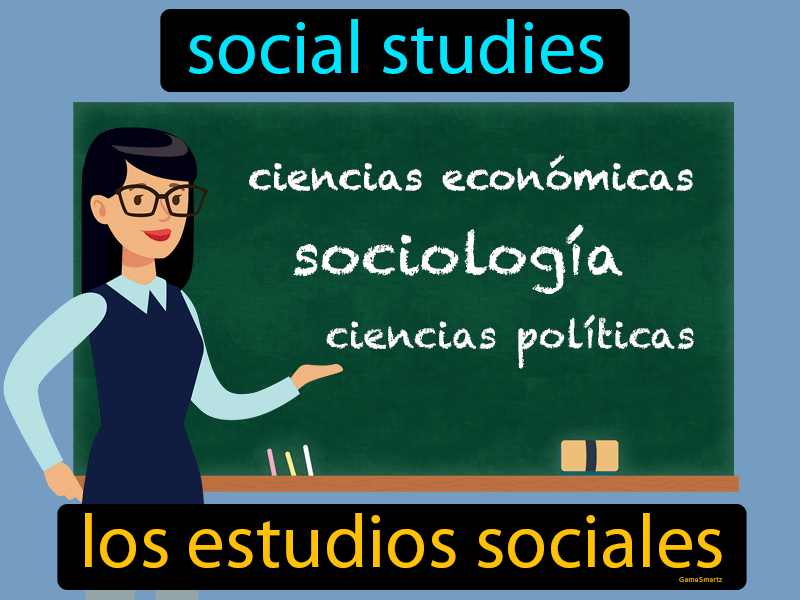 social studies
ciencias económicas
sociología
ciencias políticas
los estudios sociales
GameSmartz